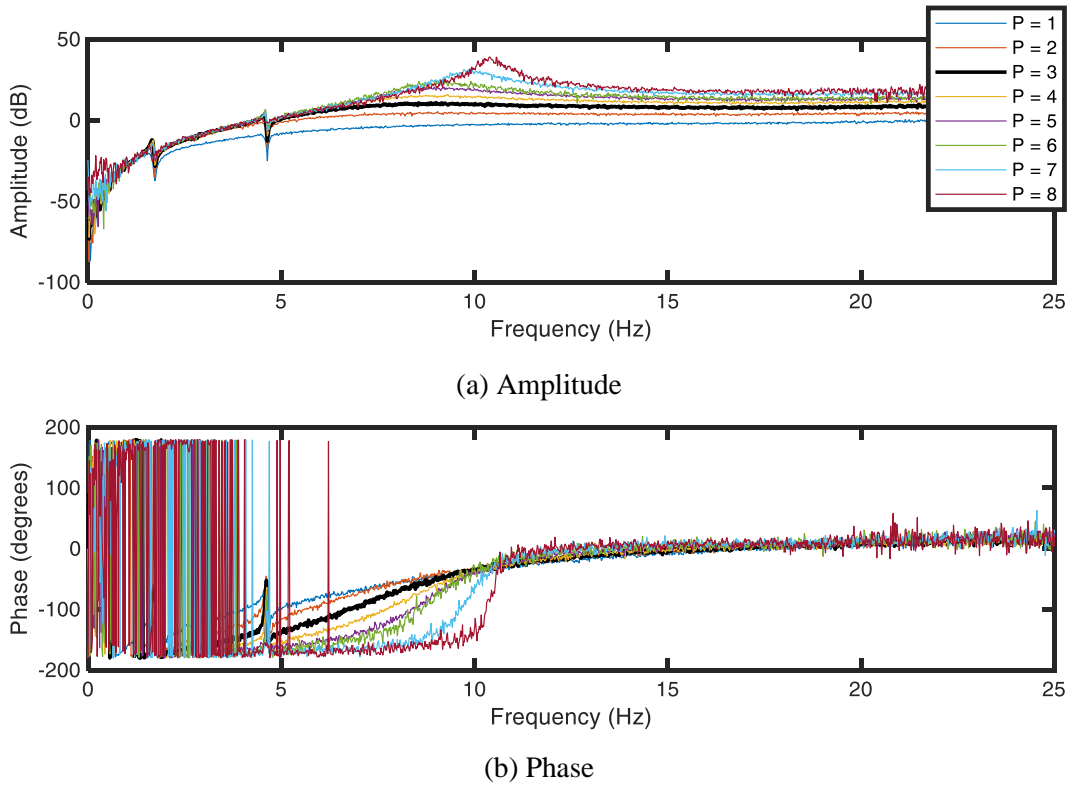 50
0
-50
-100
Amplitude (dB)
0
5
10
15
20
25
Frequency (Hz)
P = 1
P = 2
P = 3
P = 4
P = 5
P = 6
P = 7
P = 8
(a) Amplitude
200
100
0
-100
-200
Phase (degrees)
0
5
10
15
20
25
Frequency (Hz)
(b) Phase